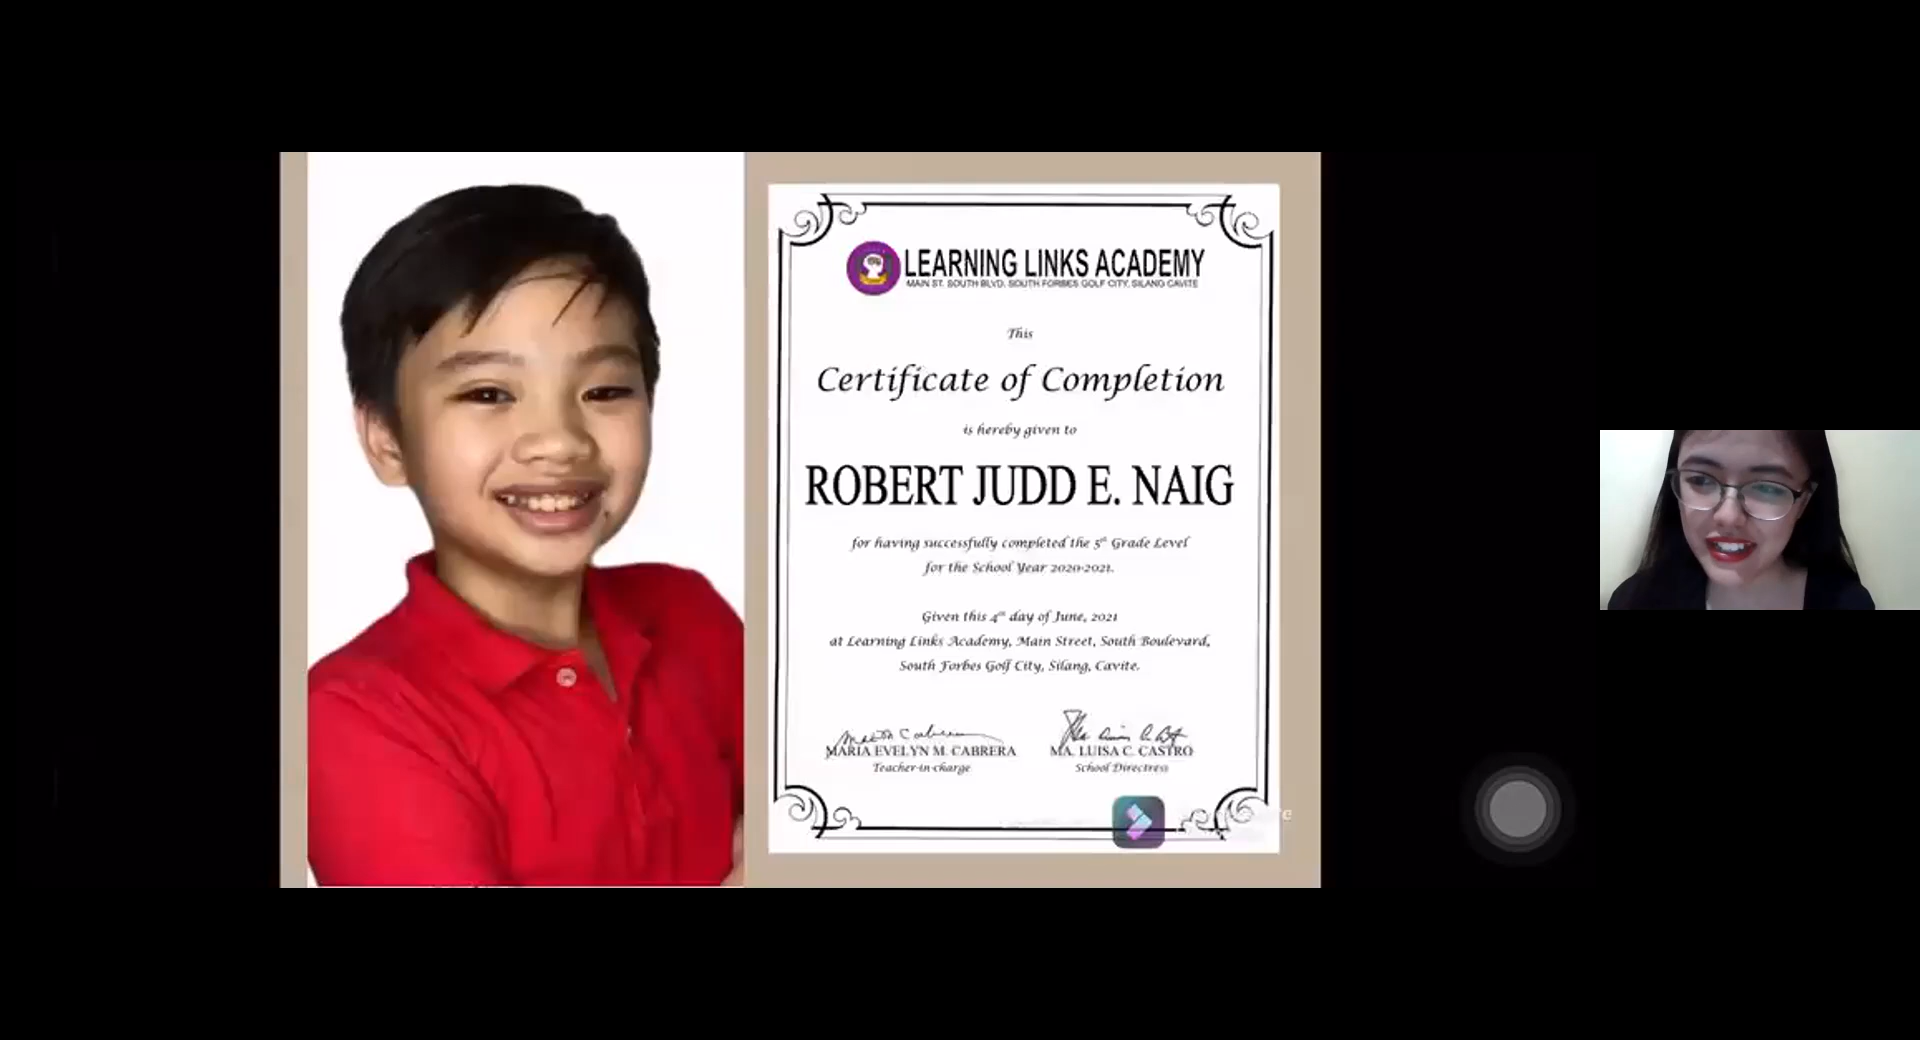 LEARNING LINKS ACADEMY
MAIN ST. SOUTH BLVD. SOUTH FORBES GOLF CITY, SILANG CAVITE
This
Certificate of Completion
is hereby given to
ROBERT JUDD E. NAIG
for having successfully completed the 5th Grade Level
for the School Year 2020-2021.
Given this 4th day of June, 2021
at Learning Links Academy, Main Street, South Boulevard,
South Forbes Golf City, Silang, Cavite.
MARIA EVELYN M. CABRERA
Teacher-in-charge
MA. LUISA C. CASTRO
School Directress